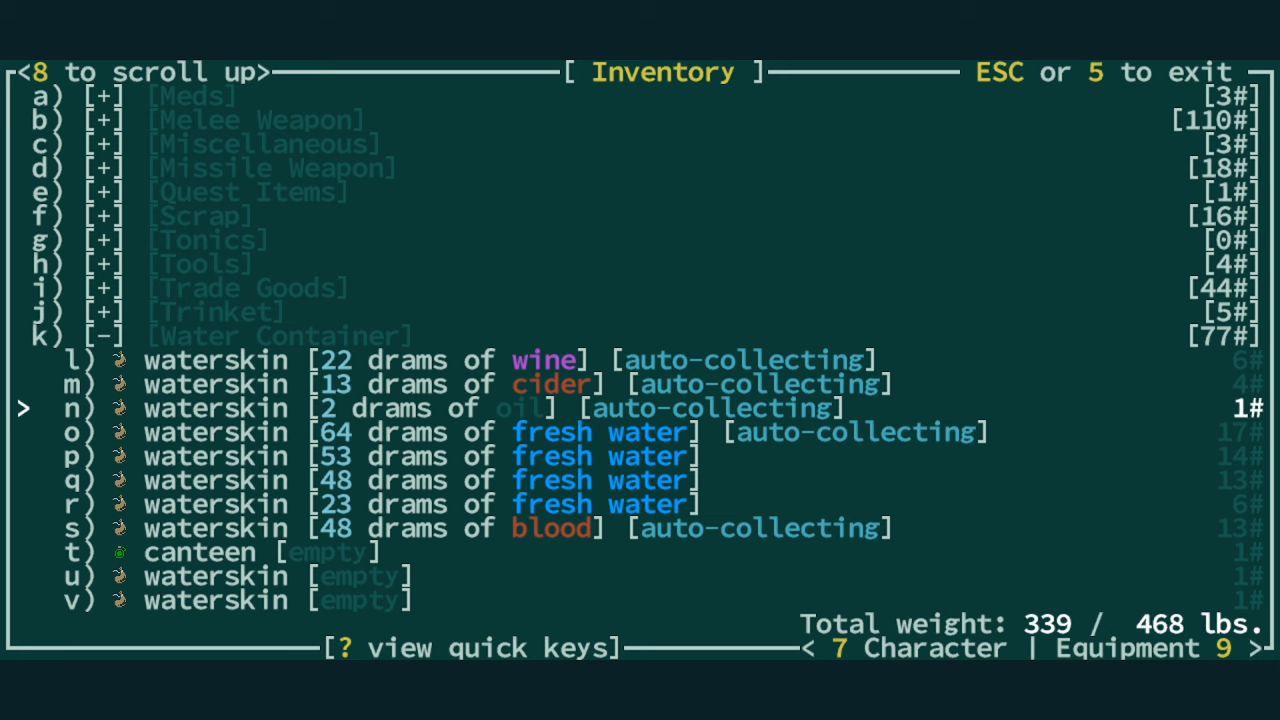 <8 to scroll up> [ Inventory ] ESC or 5 to exit
a) [+] [Meds] [3#]
b) [+] [Melee Weapon] [110#]
c) [+] [Miscellaneous] [3#]
d) [+] [Missile Weapon] [18#]
e) [+] [Quest Items] [1#]
f) [+] [Scrap] [16#]
g) [+] [Tonics] [0#]
h) [+] [Tools] [4#]
i) [+] [Trade Goods] [44#]
j) [+] [Trinket] [5#]
k) [-] [Water Container] [77#]
l) waterskin [22 drams of wine] [auto-collecting] 6#
m) waterskin [13 drams of cider] [auto-collecting] 4#
> n) waterskin [2 drams of oil] [auto-collecting] 1#
o) waterskin [64 drams of fresh water] [auto-collecting] 17#
p) waterskin [53 drams of fresh water] 14#
q) waterskin [48 drams of fresh water] 13#
r) waterskin [23 drams of fresh water] 6#
s) waterskin [48 drams of blood] [auto-collecting] 13#
t) canteen [empty] 1#
u) waterskin [empty] 1#
v) waterskin [empty] 1#
Total weight: 339 / 468 lbs.
[? view quick keys] < 7 Character | Equipment 9 >